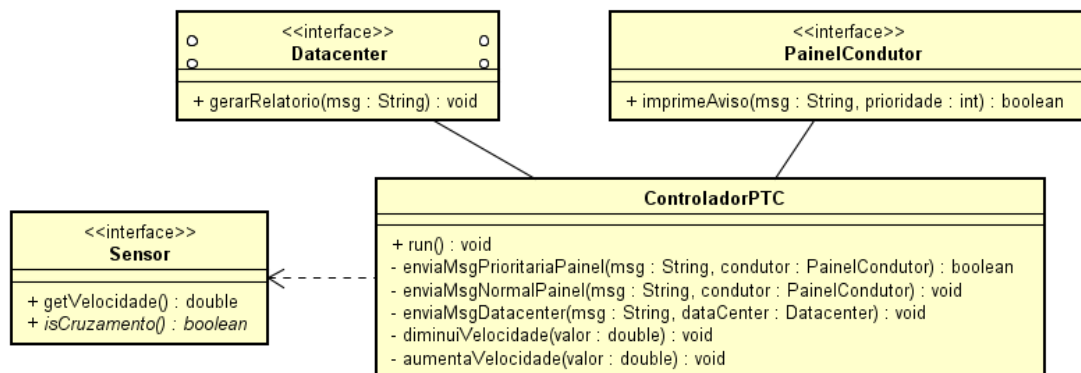 <<interface>>
Datacenter
+ gerarRelatorio(msg : String) : void
<<interface>>
PainelCondutor
+ imprimeAviso(msg : String, prioridade : int) : boolean
<<interface>>
Sensor
+ getVelocidade() : double
+ isCruzamento() : boolean
ControladorPTC
+ run() : void
- enviaMsgPrioritariaPainel(msg : String, condutor : PainelCondutor) : boolean
- enviaMsgNormalPainel(msg : String, condutor : PainelCondutor) : void
- enviaMsgDatacenter(msg : String, dataCenter : Datacenter) : void
- diminuiVelocidade(valor : double) : void
- aumentaVelocidade(valor : double) : void